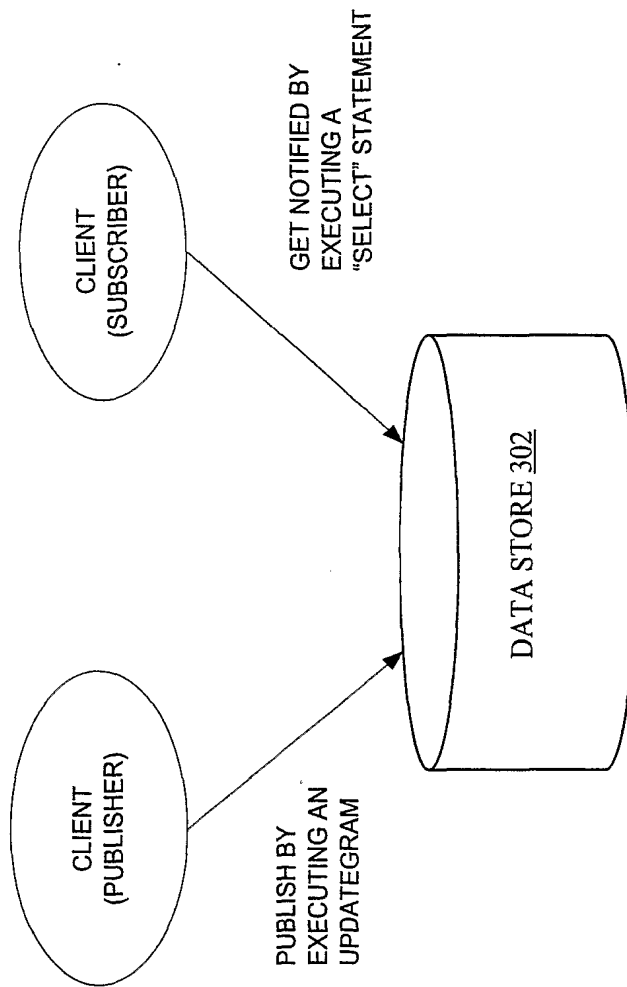 CLIENT
(PUBLISHER)
CLIENT
(SUBSCRIBER)
PUBLISH BY
EXECUTING AN
UPDATEGRAM
GET NOTIFIED BY
EXECUTING A
“SELECT” STATEMENT
DATA STORE 302